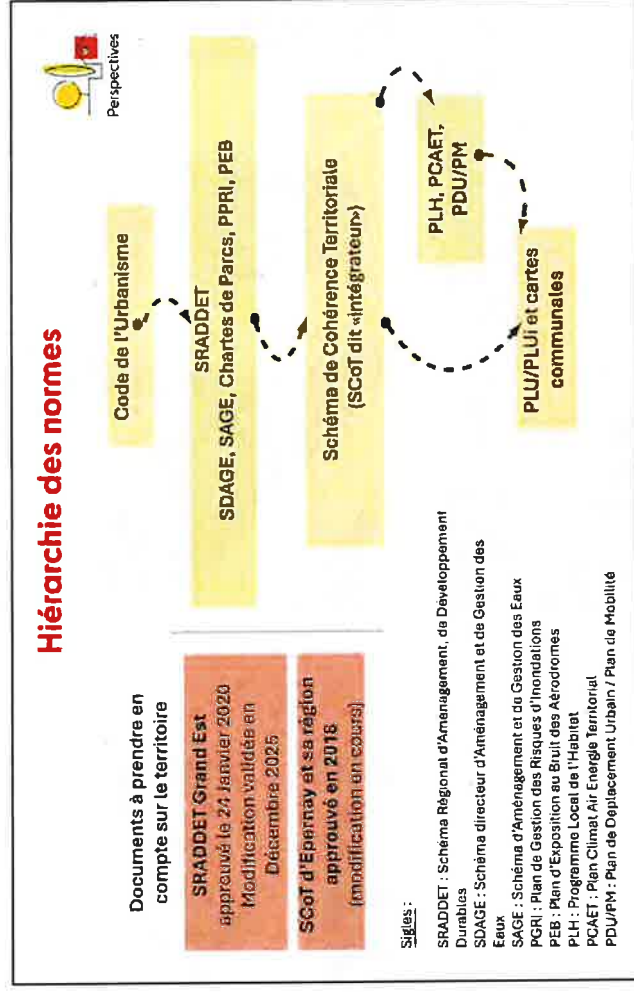 Hiérarchie des normes
Perspectives
Documents à prendre en
compte sur le territoire
SRADDET Grand Est
approuvé le 24 Janvier 2020
Modification validée en
Décembre 2025
SCoT d'Epernay et sa région
approuvé en 2018
(modification en cours)
Code de l'Urbanisme
SRADDET
SDAGE, SAGE, Chartes de Parcs, PPRI, PEB
Schéma de Cohérence Territoriale
(SCoT dit «intégrateur»)
PLH, PCAET,
PDU/PM
PLU/PLUi et cartes
communales
Sigles :
SRADDET : Schéma Régional d'Aménagement, de Développement
Durables
SDAGE : Schéma directeur d'Aménagement et de Gestion des
Eaux
SAGE : Schéma d'Aménagement et de Gestion des Eaux
PGRI : Plan de Gestion des Risques d'Inondations
PEB : Plan d'Exposition au Bruit des Aérodromes
PLH : Programme Local de l'Habitat
PCAET : Plan Climat Air Energie Territorial
PDU/PM : Plan de Déplacement Urbain / Plan de Mobilité